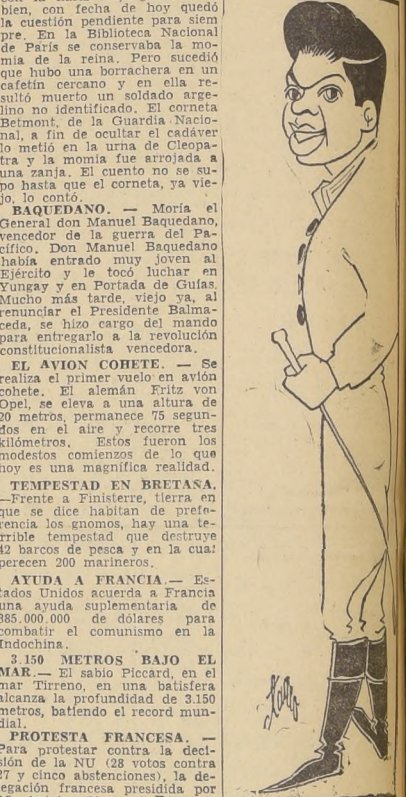 bien, con fecha de hoy quedó
la cuestión pendiente para siem
pre. En la Biblioteca Nacional
de París se conservaba la mo-
mia de la reina. Pero sucedió
que hubo una borrachera en un
cafetín cercano y en ella re-
sultó muerto un soldado arge-
lino no identificado. El corneta
Betmont, de la Guardia Nacio-
nal, a fin de ocultar el cadáver
lo metió en la urna de Cleopa-
tra y la momia fue arrojada a
una zanja. El cuento no se su-
po hasta que el corneta, ya vie-
jo, lo contó.
BAQUEDANO. — Moría el
General don Manuel Baquedano,
vencedor de la guerra del Pa-
cífico. Don Manuel Baquedano
había entrado muy joven al
Ejército y le tocó luchar en
Yungay y en Portada de Guías.
Mucho más tarde, viejo ya, al
renunciar el Presidente Balma-
ceda, se hizo cargo del mando
para entregarlo a la revolución
constitucionalista vencedora.
EL AVION COHETE. — Se
realiza el primer vuelo en avión
cohete. El alemán Fritz von
Opel, se eleva a una altura de
20 metros, permanece 75 segun-
dos en el aire y recorre tres
kilómetros. Estos fueron los
modestos comienzos de lo que
hoy es una magnífica realidad.
TEMPESTAD EN BRETAÑA.
—Frente a Finisterre, tierra en
que se dice habitan de prefe-
rencia los gnomos, hay una te-
rrible tempestad que destruye
42 barcos de pesca y en la cual
perecen 200 marineros.
AYUDA A FRANCIA.— Es-
tados Unidos acuerda a Francia
una ayuda suplementaria de
385.000.000 de dólares para
combatir el comunismo en la
Indochina.
3.150 METROS BAJO EL
MAR.— El sabio Piccard, en el
mar Tirreno, en una batisfera
alcanza la profundidad de 3.150
metros, batiendo el record mun-
dial.
PROTESTA FRANCESA. —
Para protestar contra la deci-
sión de la NU (28 votos contra
27 y cinco abstenciones), la de-
legación francesa presidida por